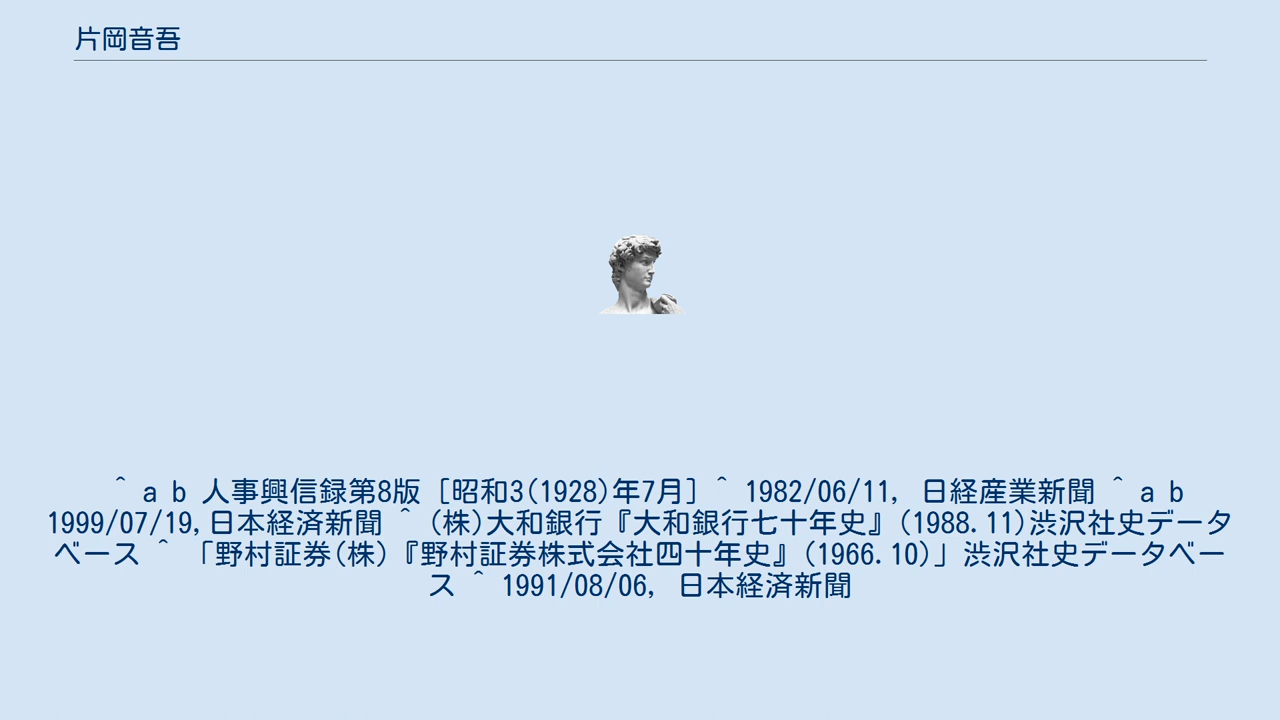 片岡音吾
^ a b 人事興信録第8版 [昭和3(1928)年7月] ^ 1982/06/11, 日経産業新聞 ^ a b
1999/07/19,日本経済新聞 ^ (株)大和銀行『大和銀行七十年史』(1988.11)渋沢社史データ
ベース ^ 「野村証券(株)『野村証券株式会社四十年史』(1966.10)」渋沢社史データベー
ス ^ 1991/08/06, 日本経済新聞